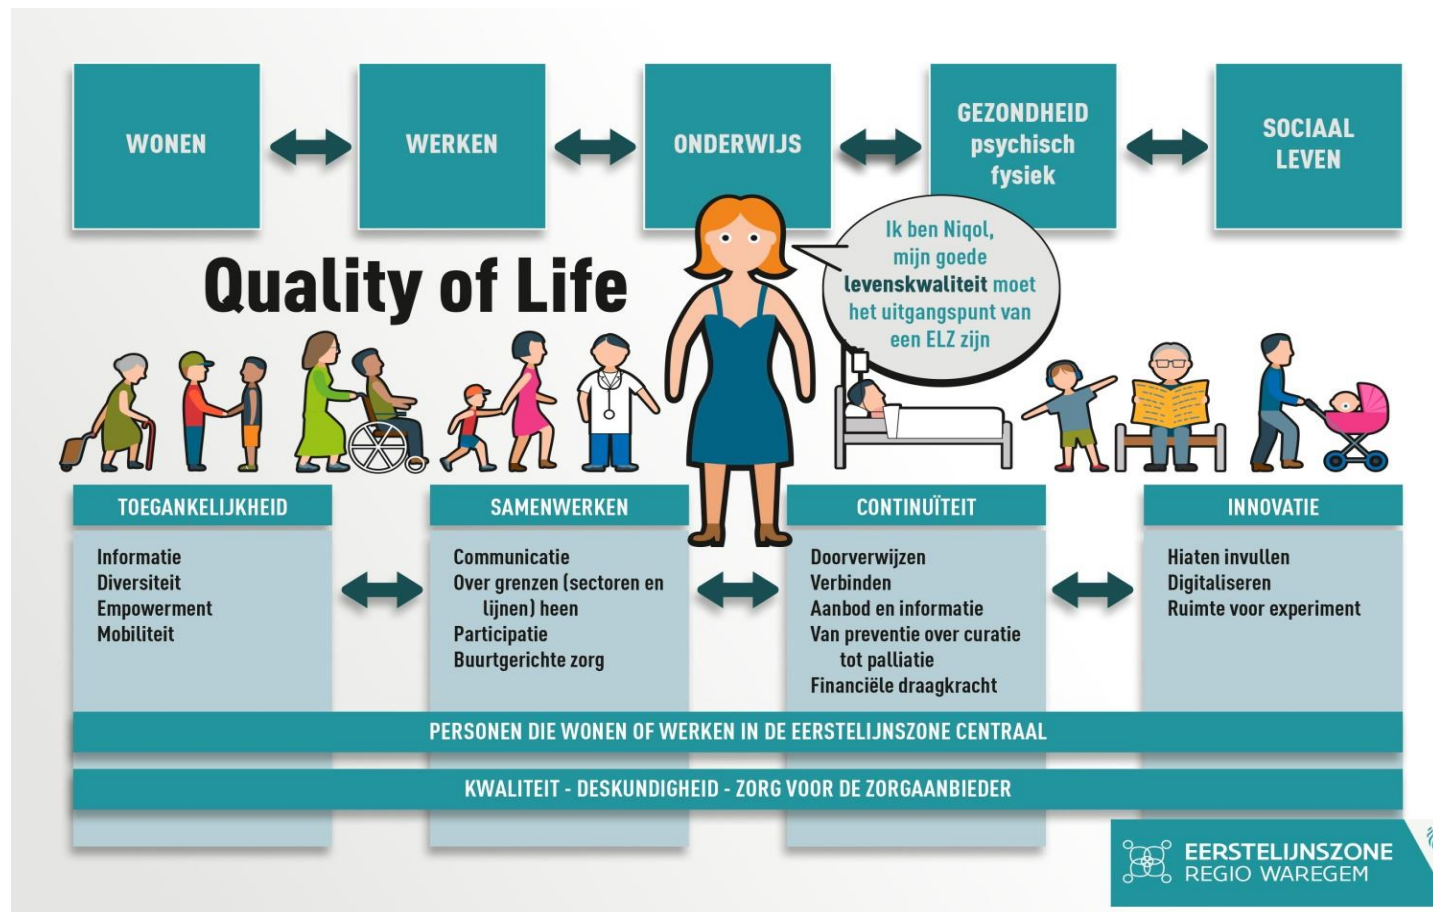 WONEN
WERKEN
ONDERWIJS
GEZONDHEID
psychisch
fysiek
SOCIAAL
LEVEN
Quality of Life
Ik ben Niqol,
mijn goede
levenskwaliteit moet
het uitgangspunt van
een ELZ zijn
TOEGANKELIJKHEID
Informatie
Diversiteit
Empowerment
Mobiliteit
SAMENWERKEN
Communicatie
Over grenzen (sectoren en
lijnen) heen
Participatie
Buurtgerichte zorg
CONTINUÏTEIT
Doorverwijzen
Verbinden
Aanbod en informatie
Van preventie over curatie
tot palliatie
Financiële draagkracht
INNOVATIE
Hiaten invullen
Digitaliseren
Ruimte voor experiment
PERSONEN DIE WONEN OF WERKEN IN DE EERSTELIJNSZONE CENTRAAL
KWALITEIT - DESKUNDIGHEID - ZORG VOOR DE ZORGAANBIEDER
EERSTELIJNSZONE
REGIO WAREGEM